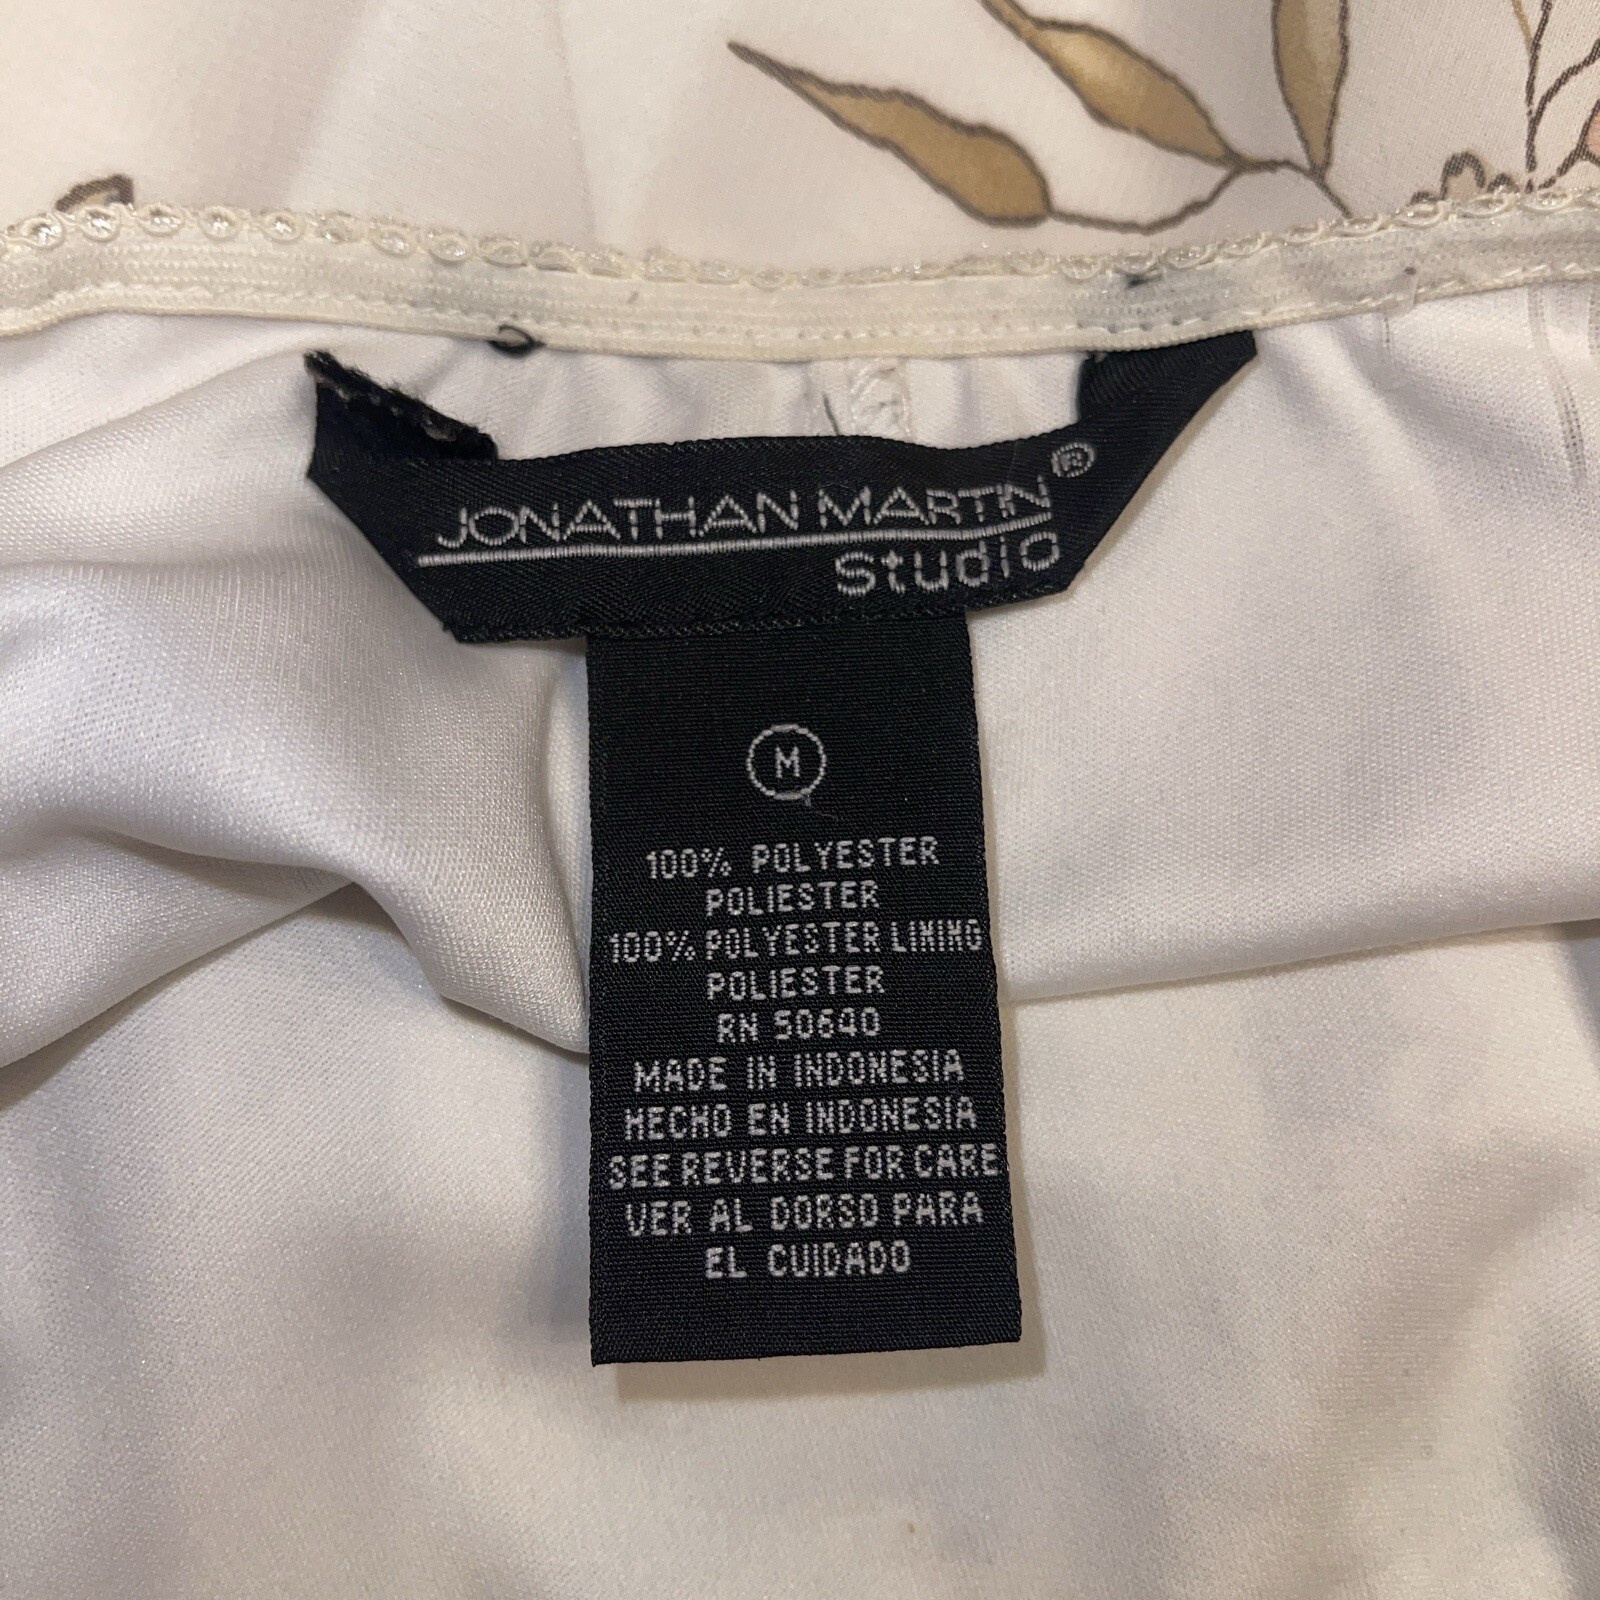 JONATHAN MARTIN®
Studio
M
100% POLYESTER
POLIESTER
100% POLYESTER LINING
POLIESTER
RN 50640
MADE IN INDONESIA
HECHO EN INDONESIA
SEE REVERSE FOR CARE
VER AL DORSO PARA
EL CUIDADO